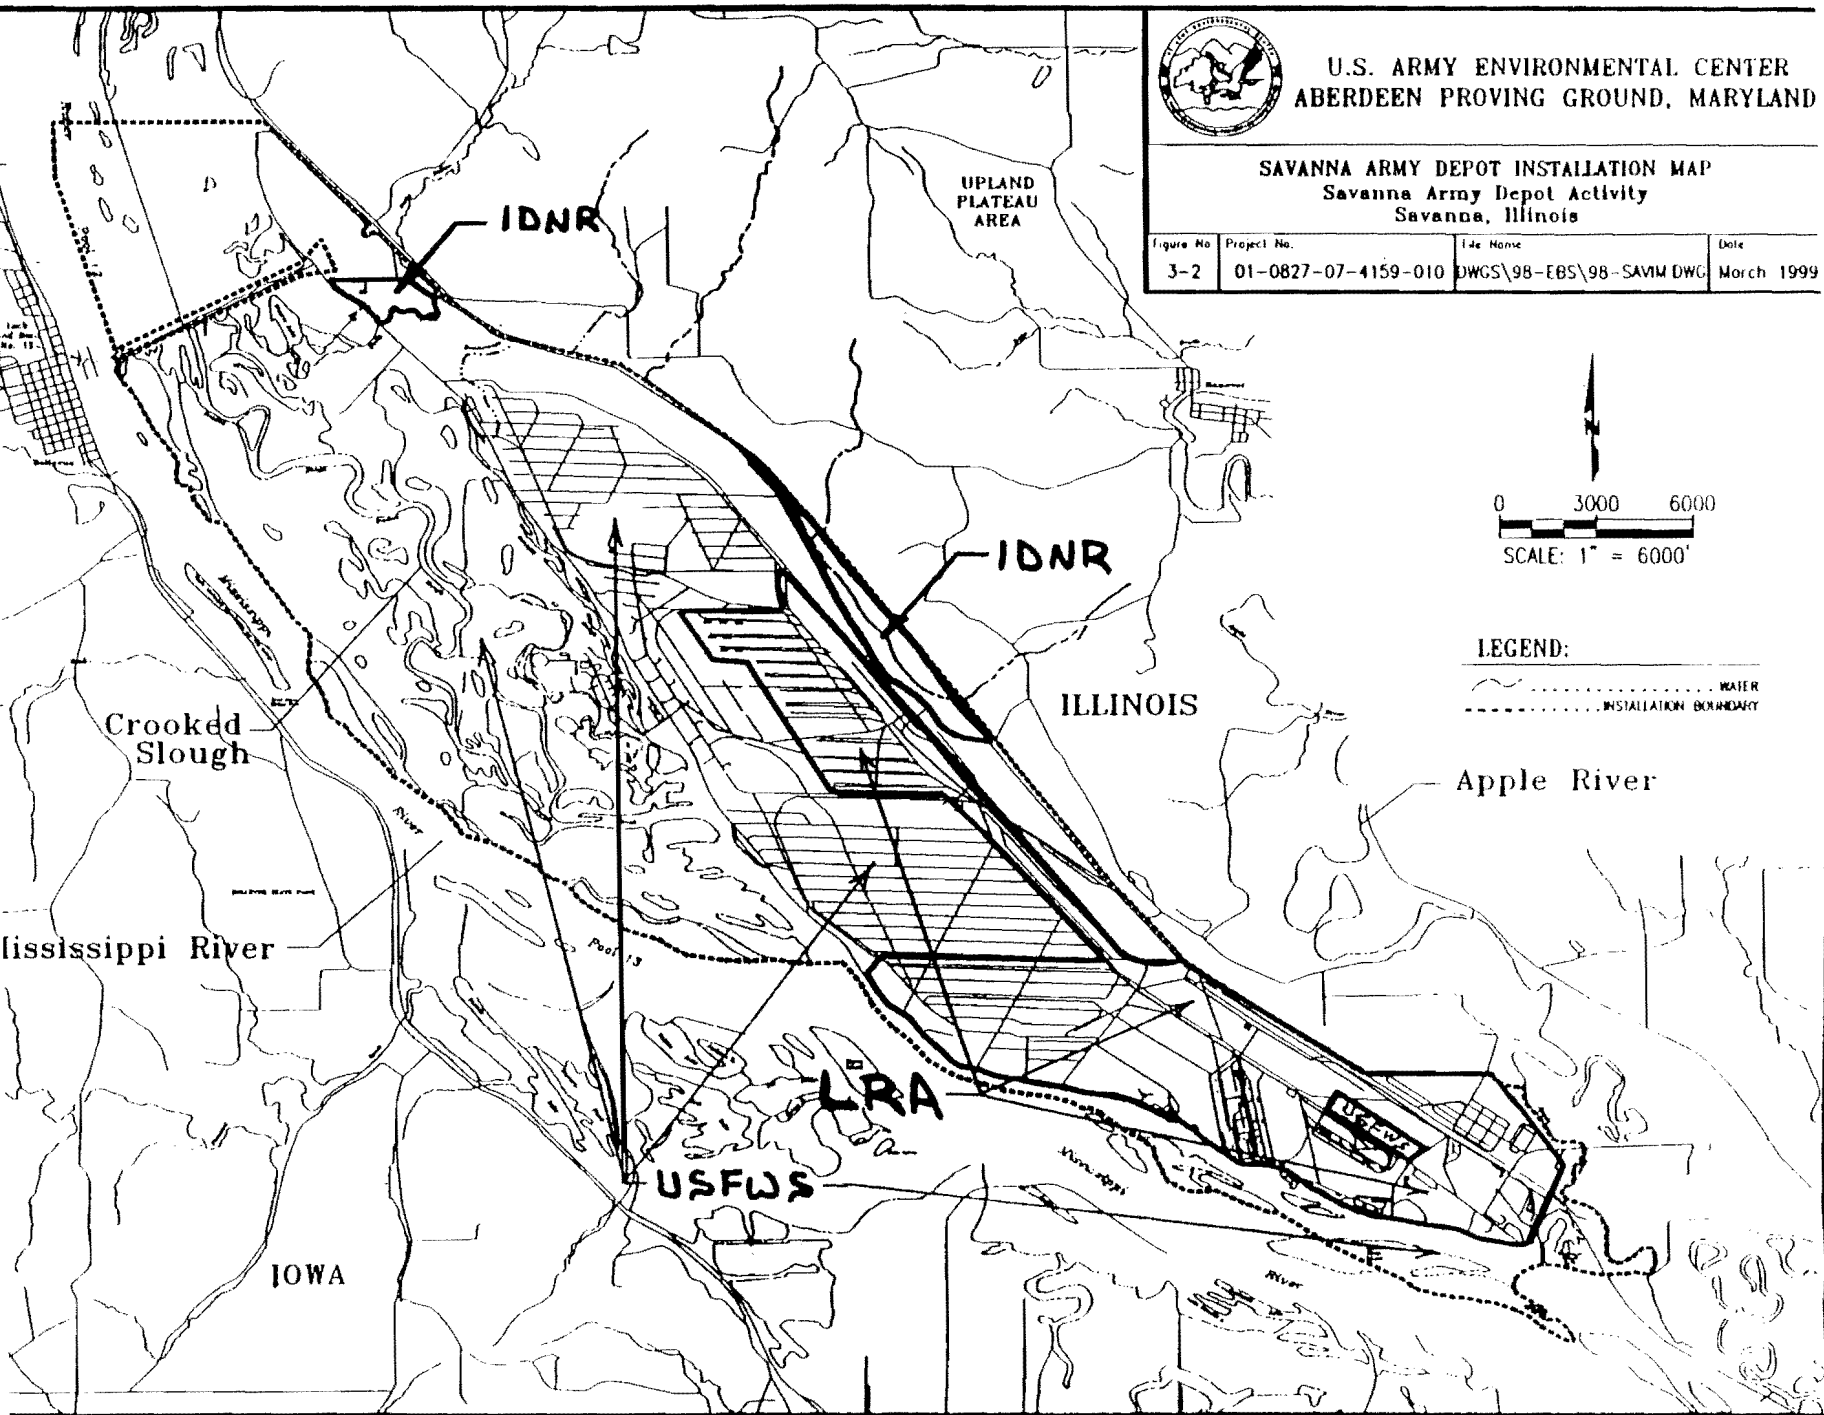 U.S. ARMY ENVIRONMENTAL CENTER
ABERDEEN PROVING GROUND, MARYLAND
SAVANNA ARMY DEPOT INSTALLATION MAP
Savanna Army Depot Activity
Savanna, Illinois
Figure No
Project No.
File Name
Date
3-2
01-0827-07-4159-010
DWGS\98-EBS\98-SAVIM DWG
March 1999
UPLAND
PLATEAU
AREA
IDNR
N
0 3000 6000
SCALE: 1" = 6000'
IDNR
LEGEND:
WATER
INSTALLATION BOUNDARY
ILLINOIS
Crooked
Slough
Apple River
River
Mississippi River
Pool 13
LRA
USFWS
Mississippi
USFWS
River
IOWA